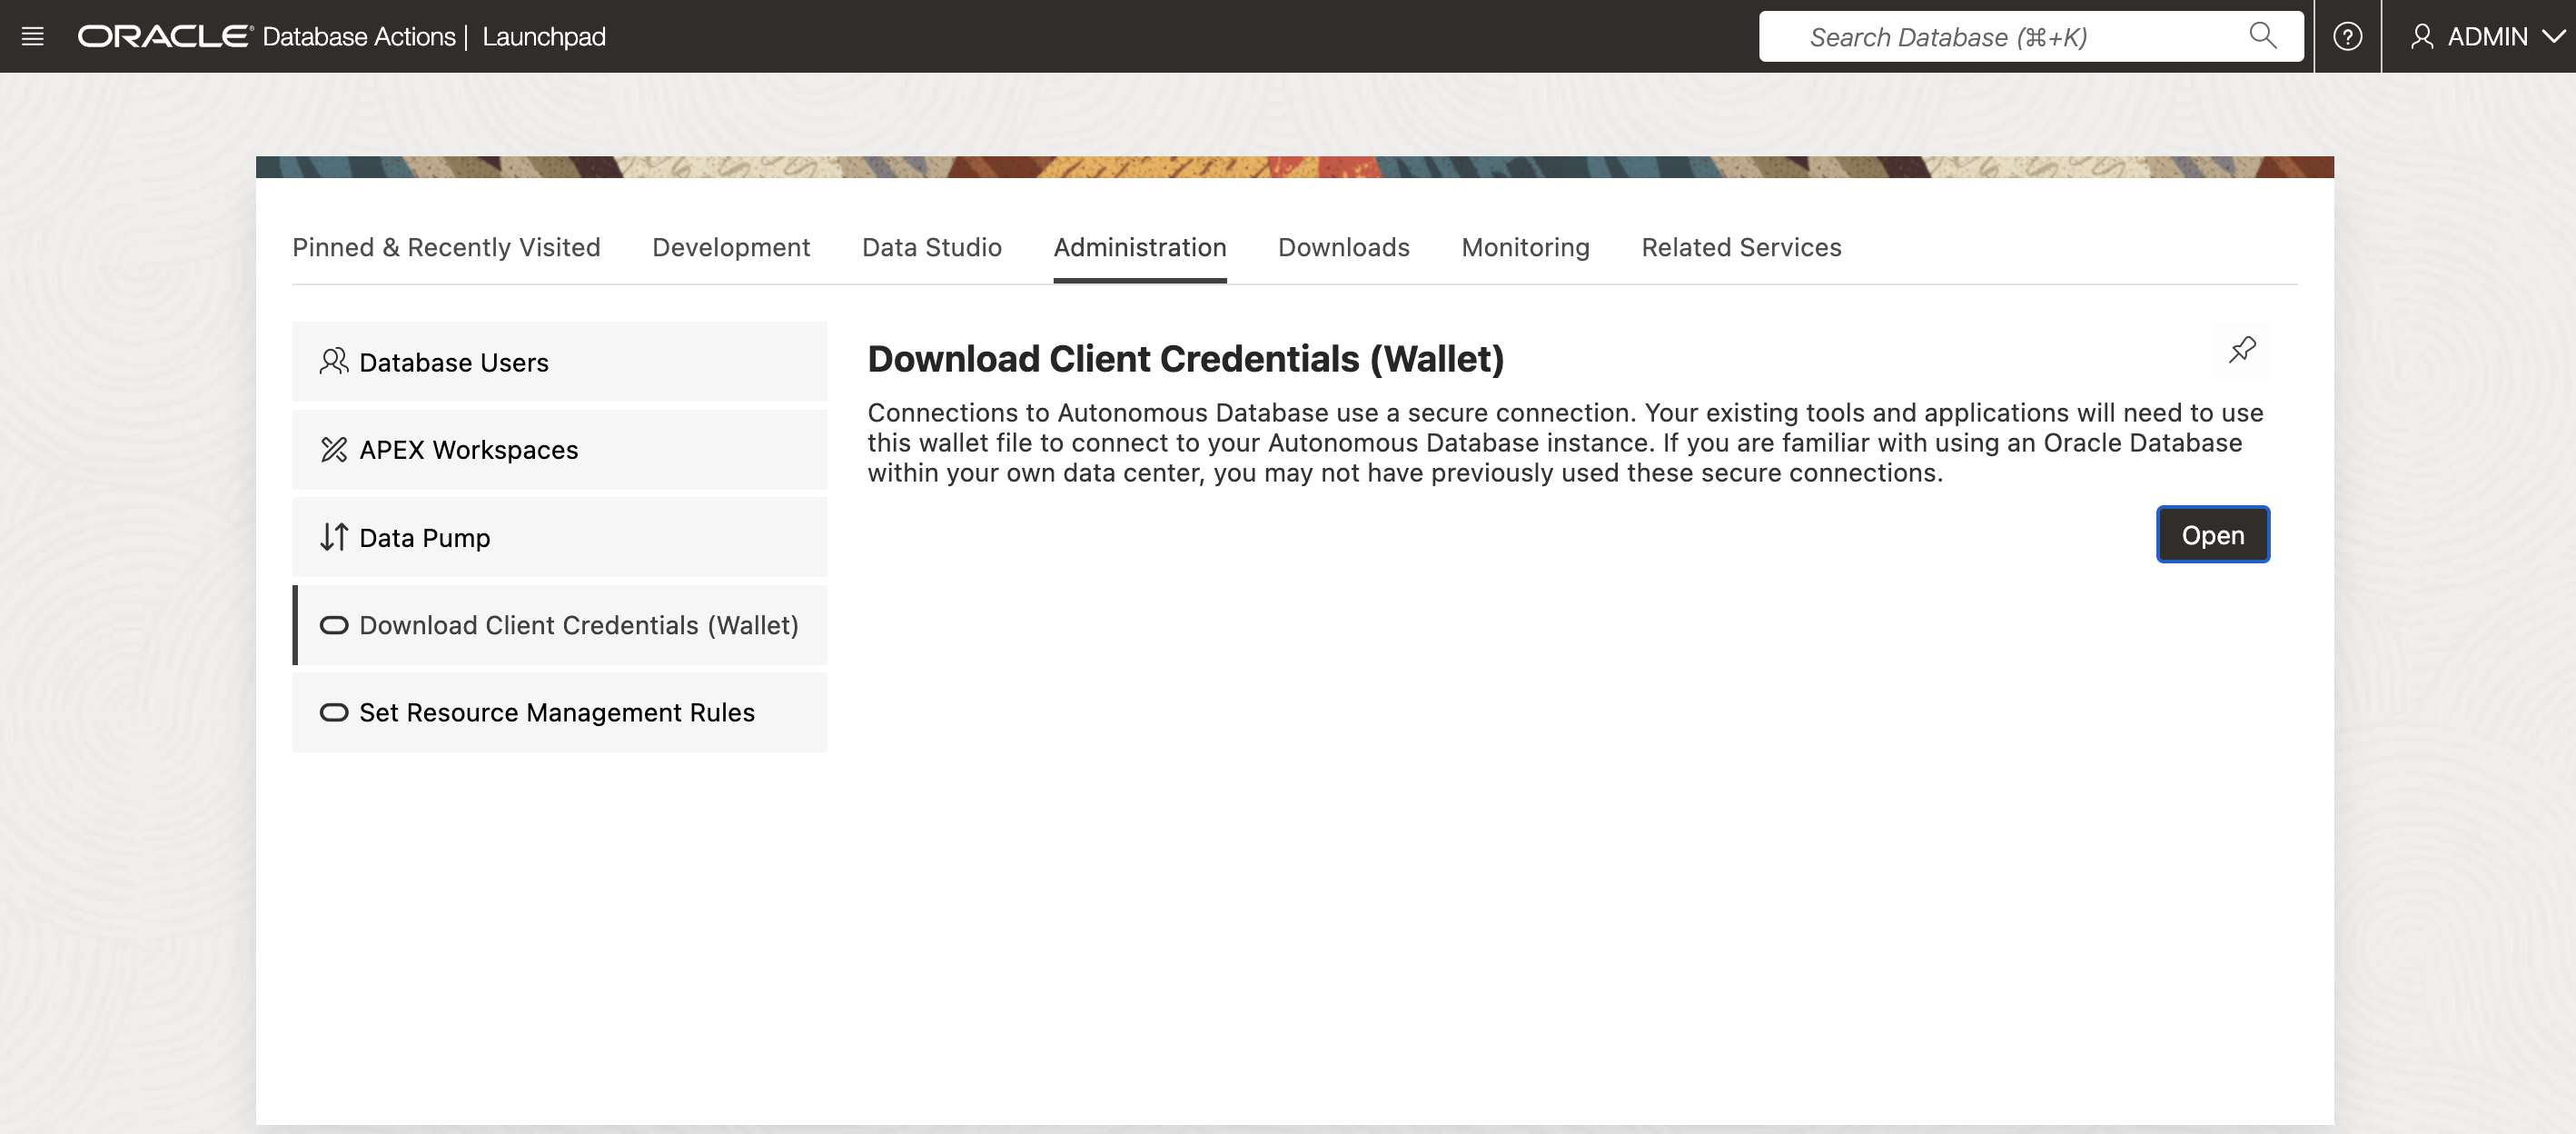 ORACLE Database Actions | Launchpad
Search Database (⌘+K)
ADMIN
Pinned & Recently Visited
Development
Data Studio
Administration
Downloads
Monitoring
Related Services
Database Users
APEX Workspaces
Data Pump
Download Client Credentials (Wallet)
Set Resource Management Rules
Download Client Credentials (Wallet)
Connections to Autonomous Database use a secure connection. Your existing tools and applications will need to use
this wallet file to connect to your Autonomous Database instance. If you are familiar with using an Oracle Database
within your own data center, you may not have previously used these secure connections.
Open